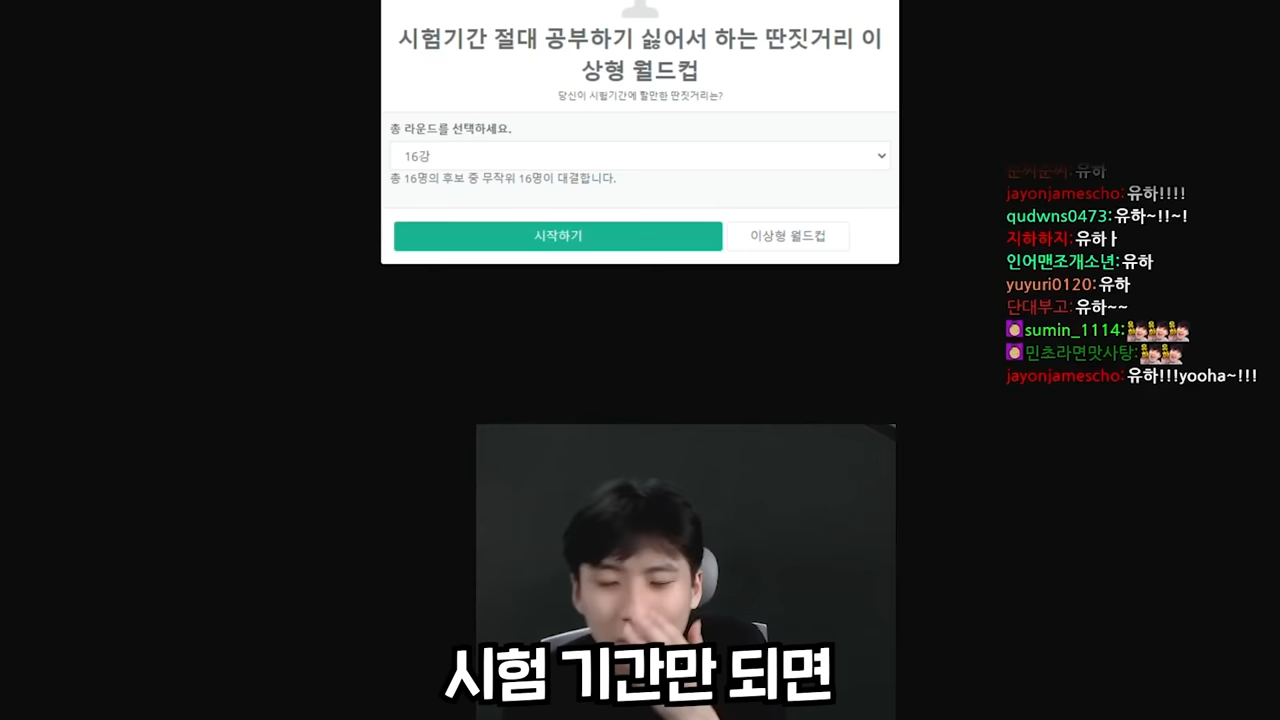 시험기간 절대 공부하기 싫어서 하는 딴짓거리 이
상형 월드컵
당신이 시험기간에 할만한 딴짓거리는?
총 라운드를 선택하세요.
16강
총 16명의 후보 중 무작위 16명이 대결합니다.
시작하기
이상형 월드컵
유하
jayonjamescho: 유하!!!!
qudwns0473: 유하~!!~!
지하하지: 유하ㅏ
인어맨조개소년: 유하
yuyuri0120: 유하
단대부고: 유하~~
sumin_1114:
민초라면맛사탕:
jayonjamescho: 유하!!!yooha~!!!
시험 기간만 되면